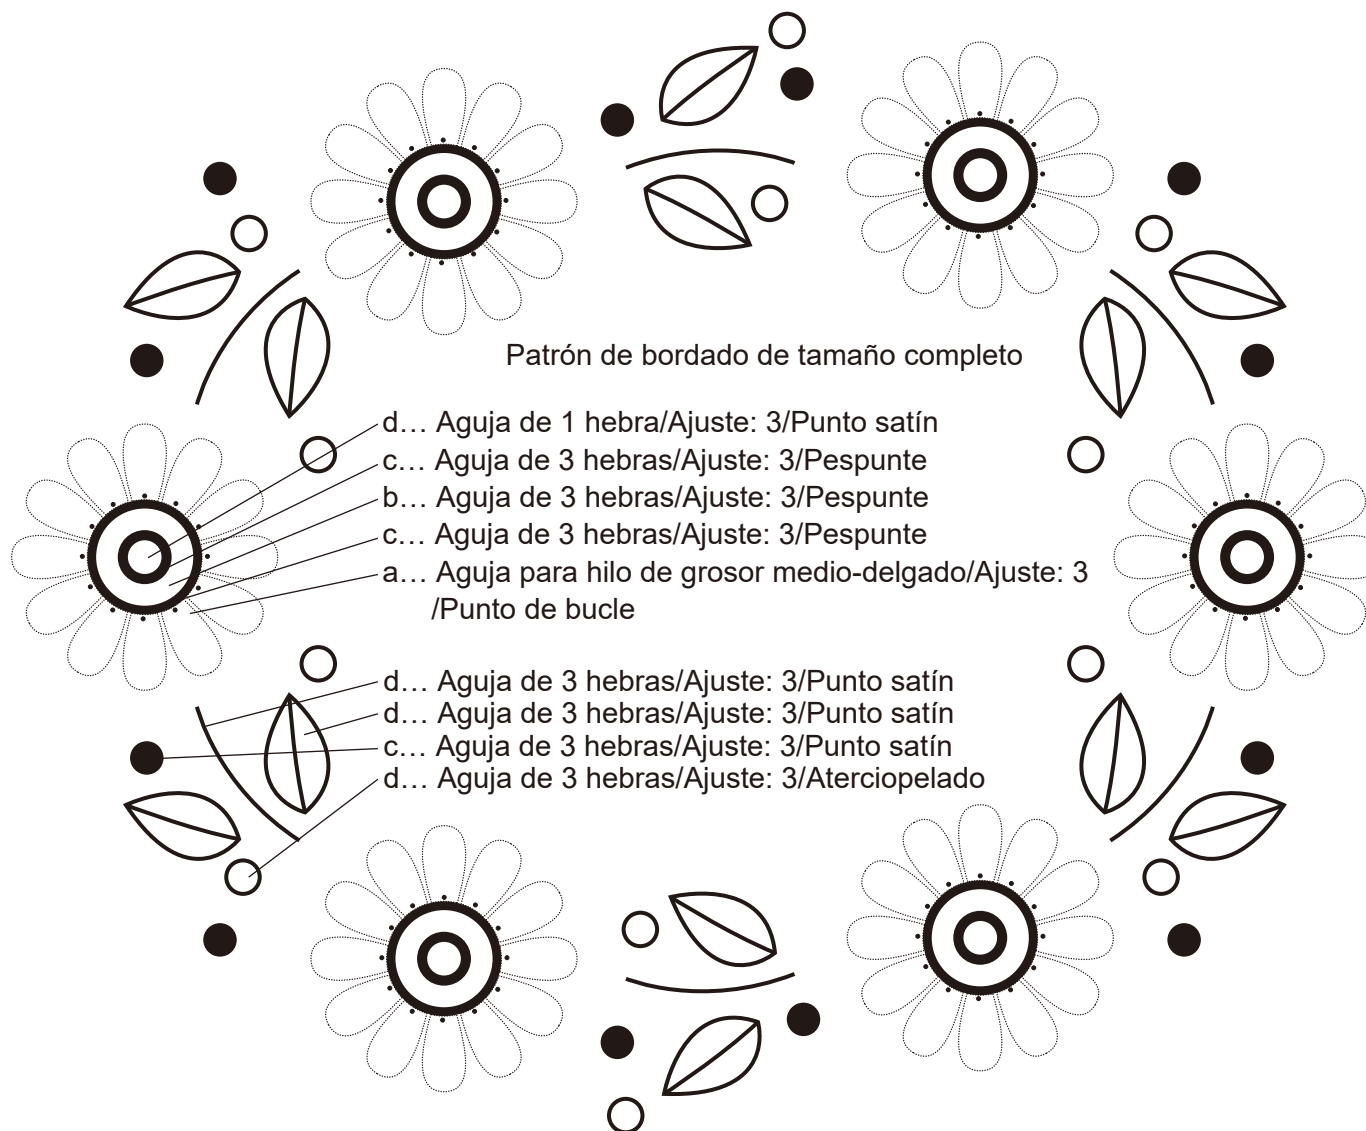 Patrón de bordado de tamaño completo
d… Aguja de 1 hebra/Ajuste: 3/Punto satín
c… Aguja de 3 hebras/Ajuste: 3/Pespunte
b… Aguja de 3 hebras/Ajuste: 3/Pespunte
c… Aguja de 3 hebras/Ajuste: 3/Pespunte
a… Aguja para hilo de grosor medio-delgado/Ajuste: 3
/Punto de bucle
d… Aguja de 3 hebras/Ajuste: 3/Punto satín
d… Aguja de 3 hebras/Ajuste: 3/Punto satín
c… Aguja de 3 hebras/Ajuste: 3/Punto satín
d… Aguja de 3 hebras/Ajuste: 3/Aterciopelado